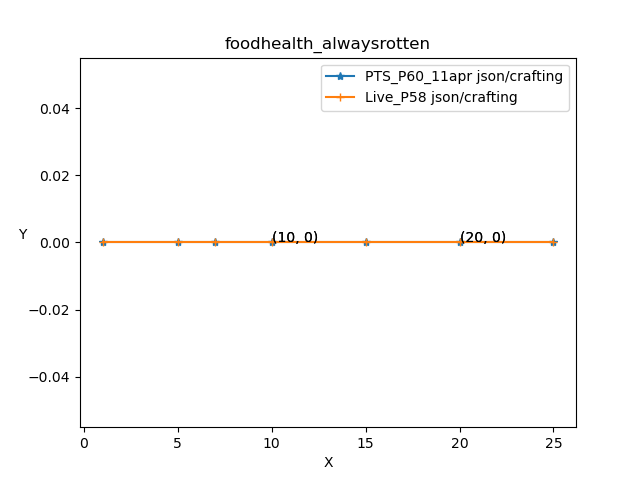 foodhealth_alwaysrotten
PTS_P60_11apr json/crafting
Live_P58 json/crafting
0.04
0.02
0.00
−0.02
−0.04
Y
(10, 0)
(20, 0)
0
5
10
15
20
25
X